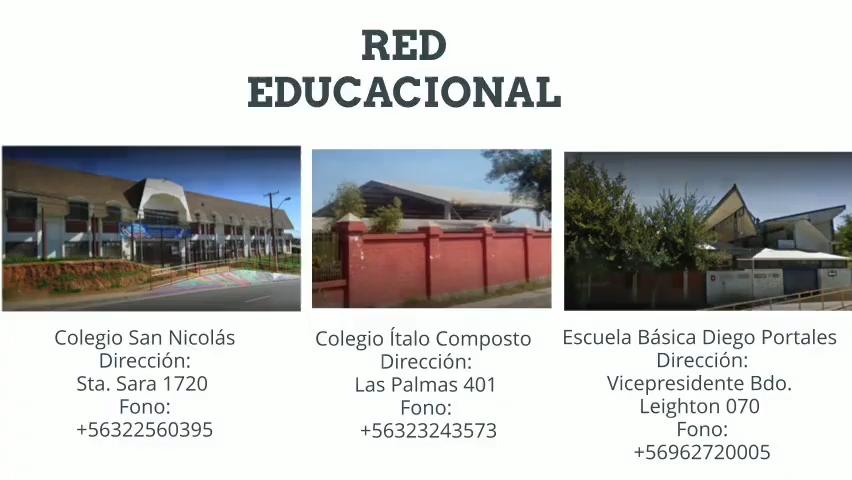 RED
EDUCACIONAL
Colegio San Nicolás
Dirección:
Sta. Sara 1720
Fono:
+56322560395
Colegio Ítalo Composto
Dirección:
Las Palmas 401
Fono:
+56323243573
Escuela Básica Diego Portales
Dirección:
Vicepresidente Bdo.
Leighton 070
Fono:
+56962720005